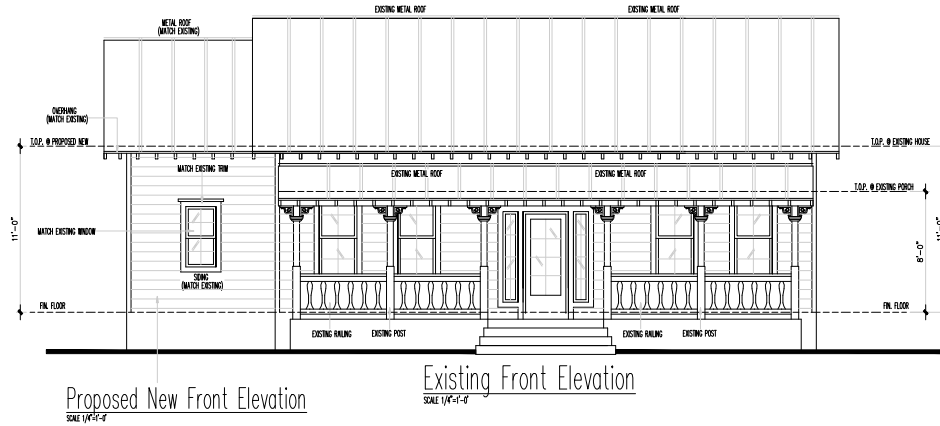 EXISTING METAL ROOF
EXISTING METAL ROOF
METAL ROOF
(MATCH EXISTING)
OVERHANG
(MATCH EXISTING)
T.O.P. @ PROPOSED NEW
T.O.P. @ EXISTING HOUSE
MATCH EXISTING TRIM
EXISTING METAL ROOF
EXISTING METAL ROOF
T.O.P. @ EXISTING PORCH
11'-0"
MATCH EXISTING WINDOW
8'-0"
11'-0"
SIDING
(MATCH EXISTING)
FIN. FLOOR
FIN. FLOOR
EXISTING RAILING
EXISTING POST
EXISTING RAILING
EXISTING POST
Proposed New Front Elevation
SCALE 1/4"=1'-0"
Existing Front Elevation
SCALE 1/4"=1'-0"